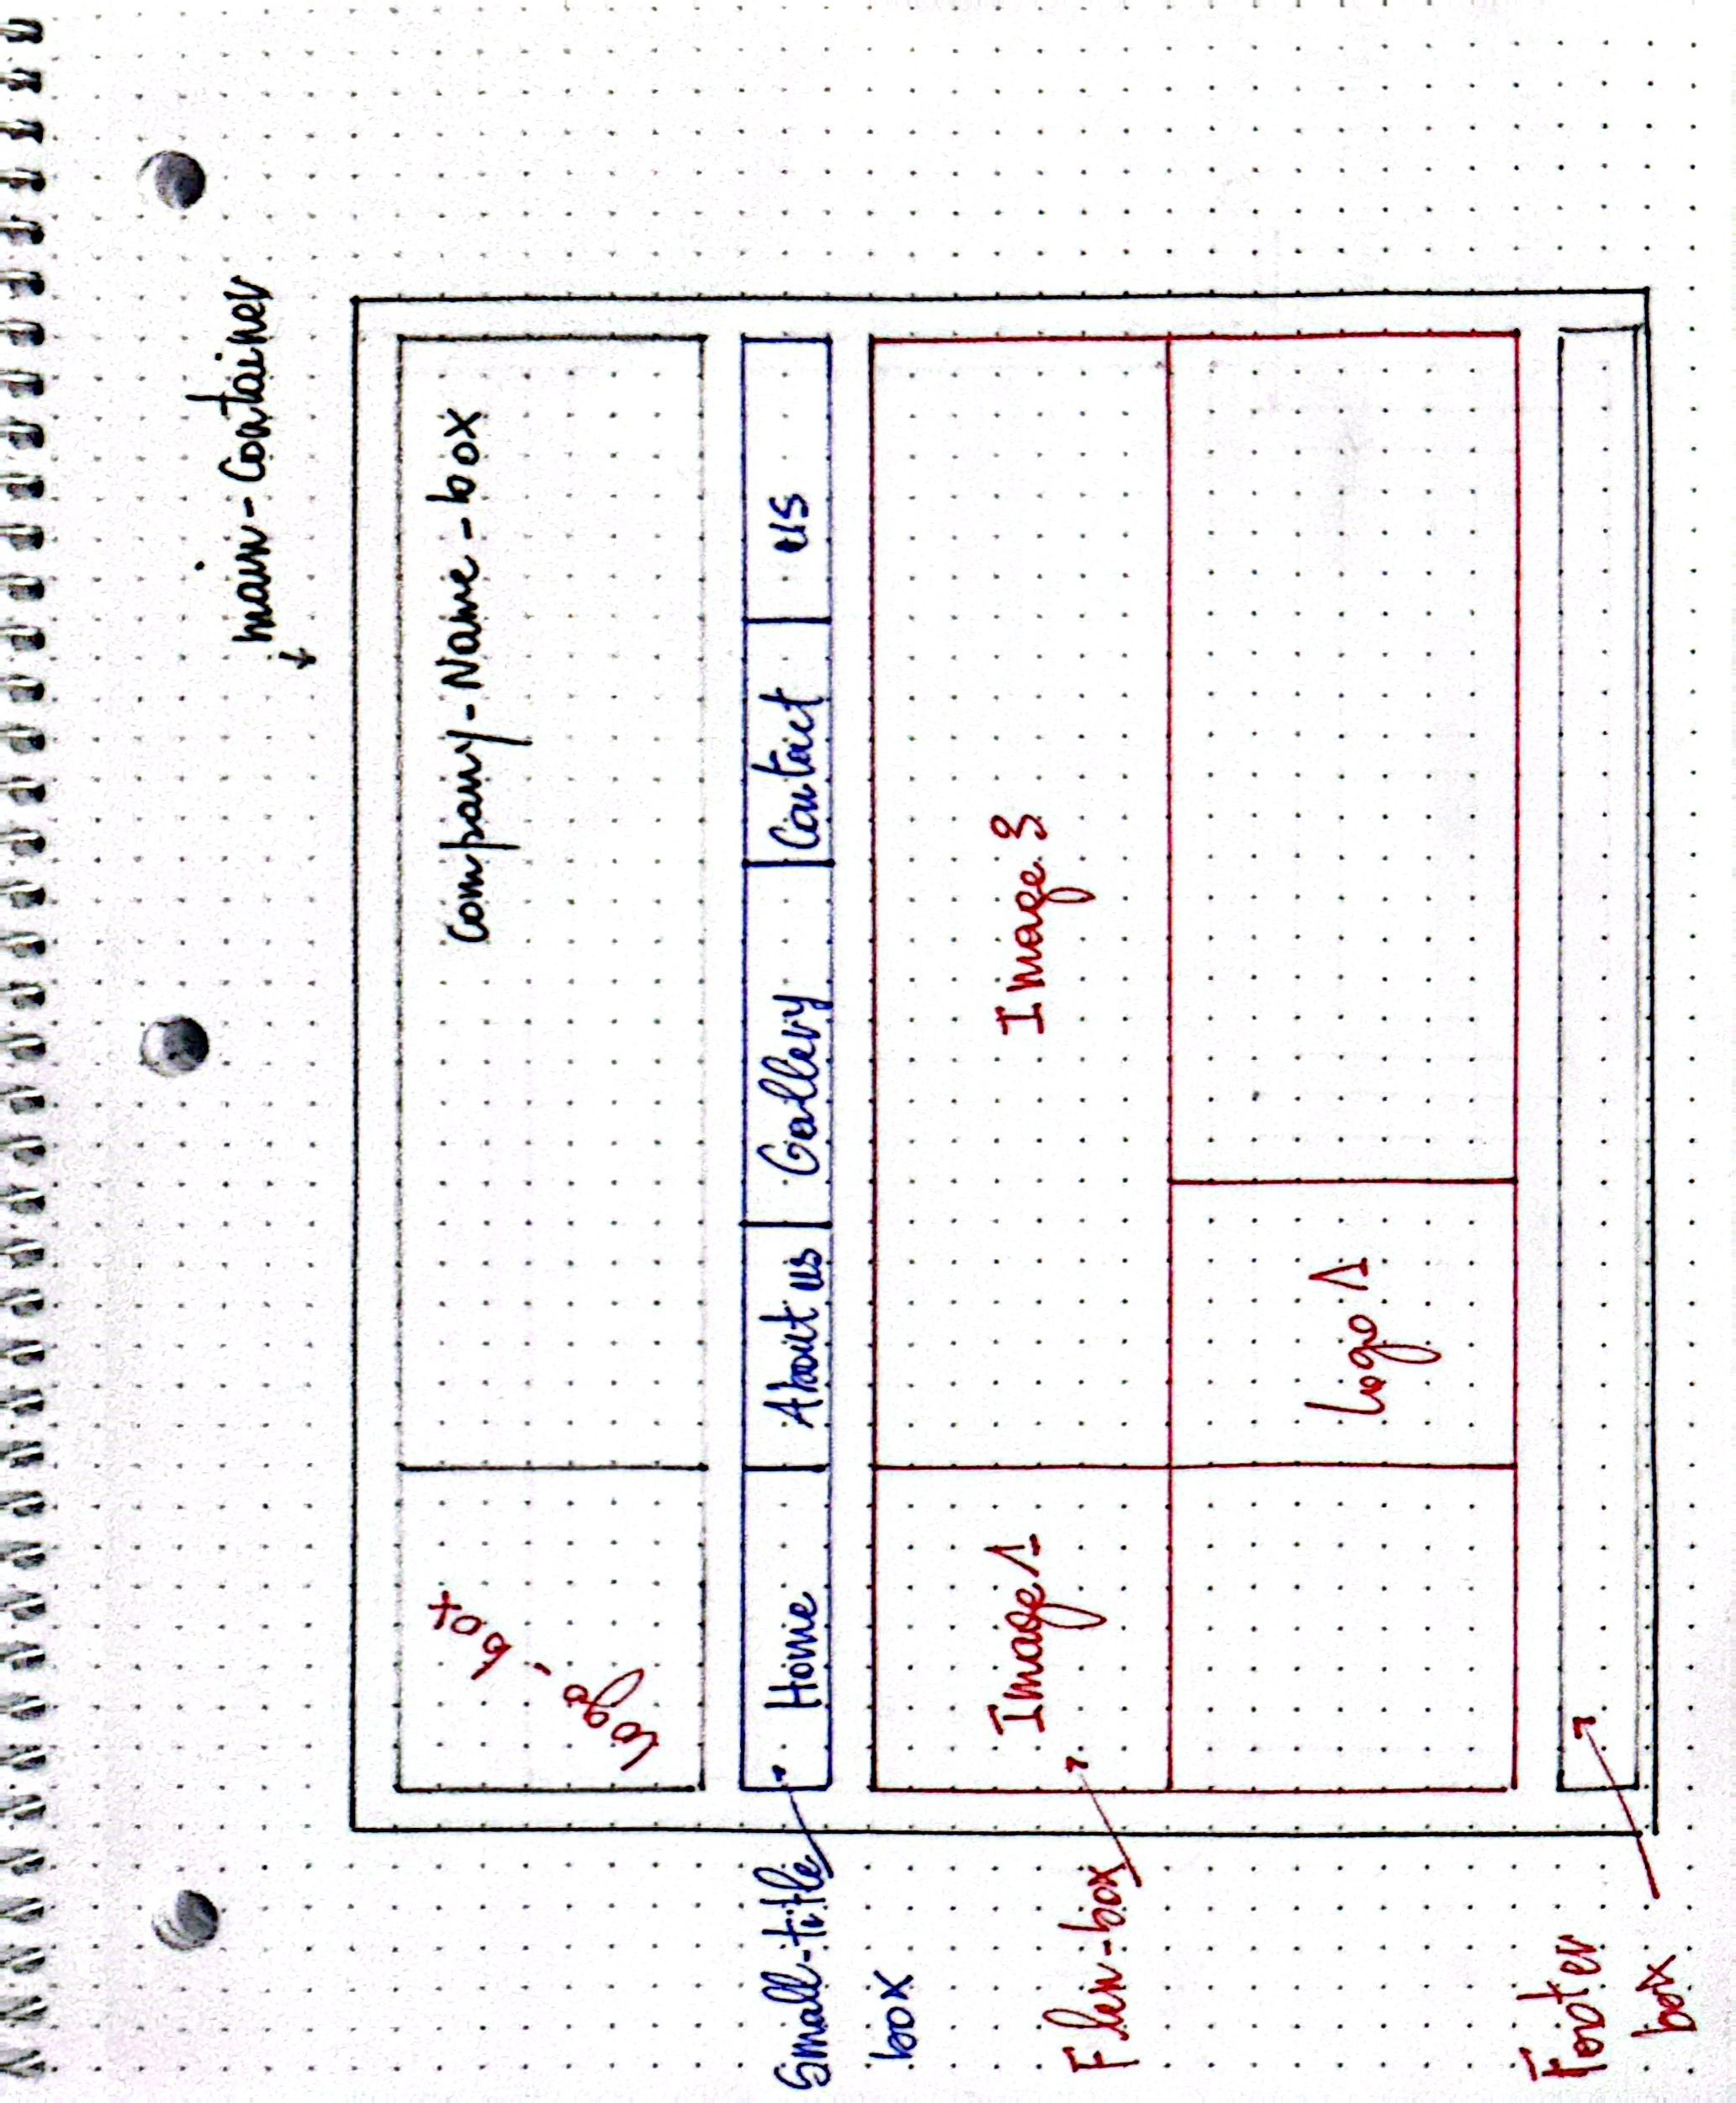 main-Container
Company-Name-box
logo-box
Home
About us
Gallery
Contact
us
Small-title
box
Image 1
Image 3
Flex-box
logo 1
Footer
box